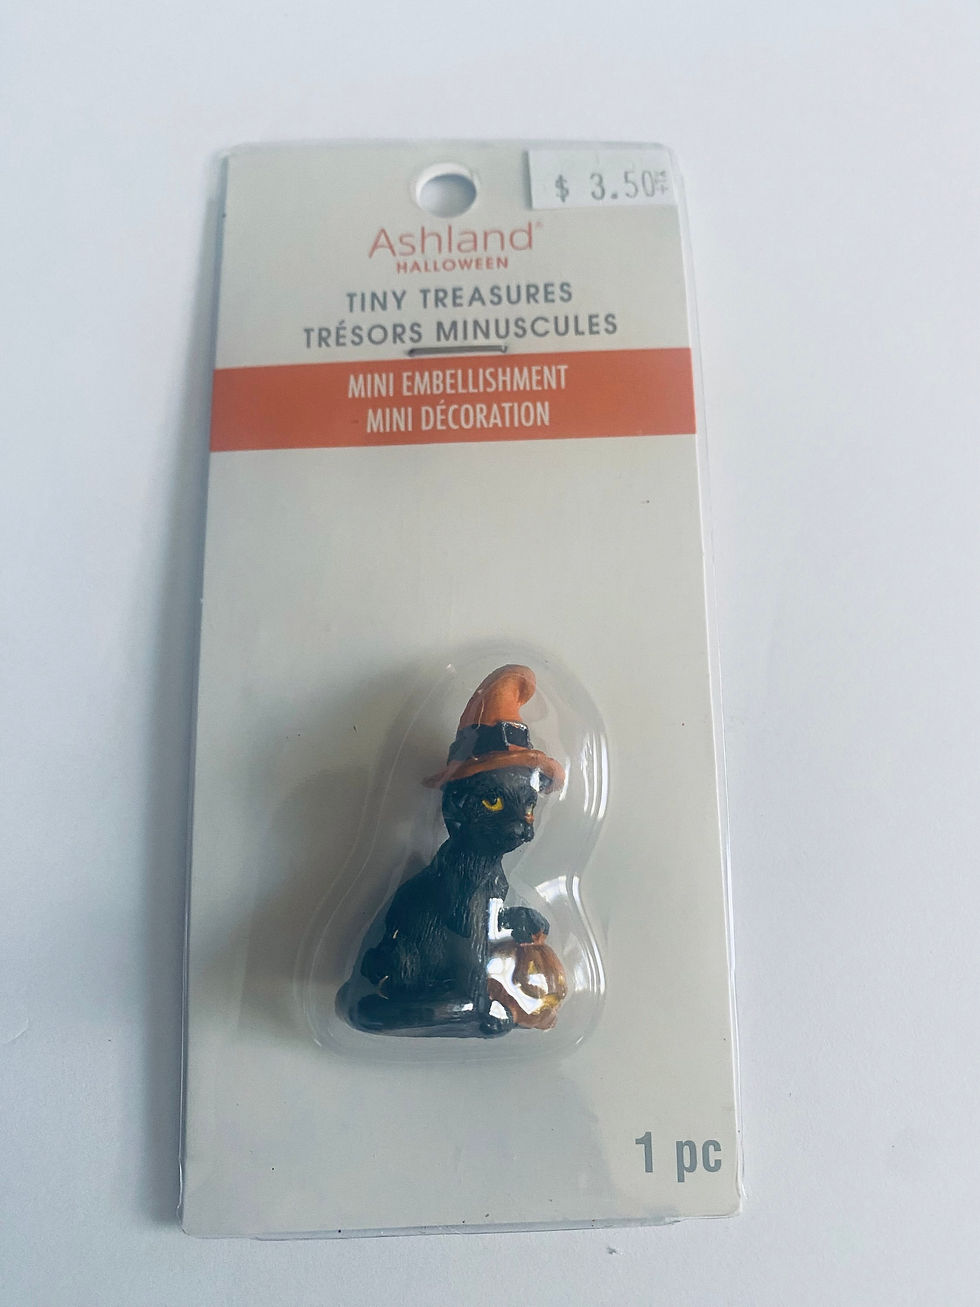 $ 3.50
Ashland®
HALLOWEEN
TINY TREASURES
TRÉSORS MINUSCULES
MINI EMBELLISHMENT
MINI DÉCORATION
1 pc